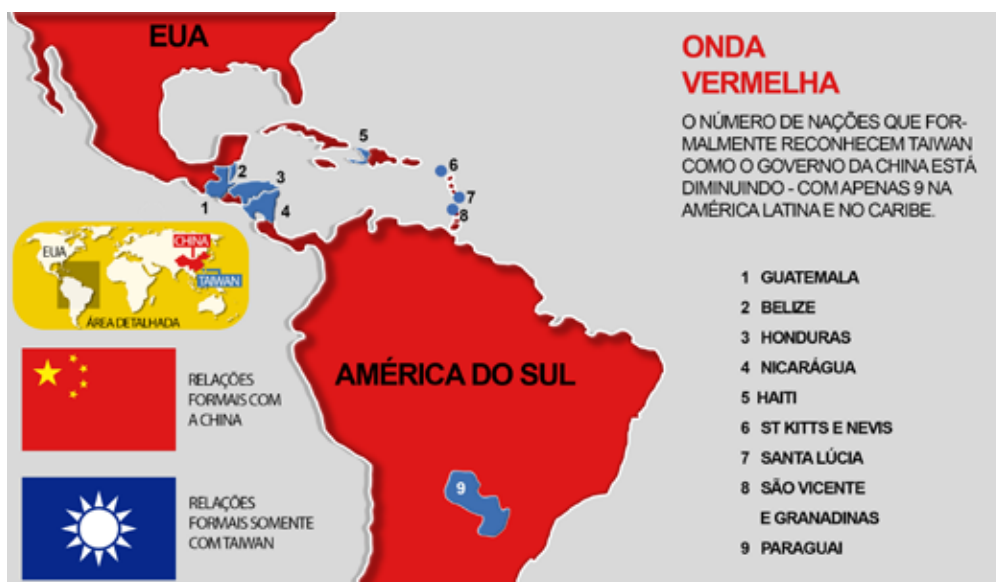 EUA
ONDA
VERMELHA
O NÚMERO DE NAÇÕES QUE FOR-
MALMENTE RECONHECEM TAIWAN
COMO O GOVERNO DA CHINA ESTÁ
DIMINUINDO - COM APENAS 9 NA
AMÉRICA LATINA E NO CARIBE.
1
2
3
4
5
6
7
8
9
AMÉRICA DO SUL
EUA
CHINA
TAIWAN
ÁREA DETALHADA
RELAÇÕES
FORMAIS COM
A CHINA
RELAÇÕES
FORMAIS SOMENTE
COM TAIWAN
1 GUATEMALA
2 BELIZE
3 HONDURAS
4 NICARÁGUA
5 HAITI
6 ST KITTS E NEVIS
7 SANTA LÚCIA
8 SÃO VICENTE
E GRANADINAS
9 PARAGUAI